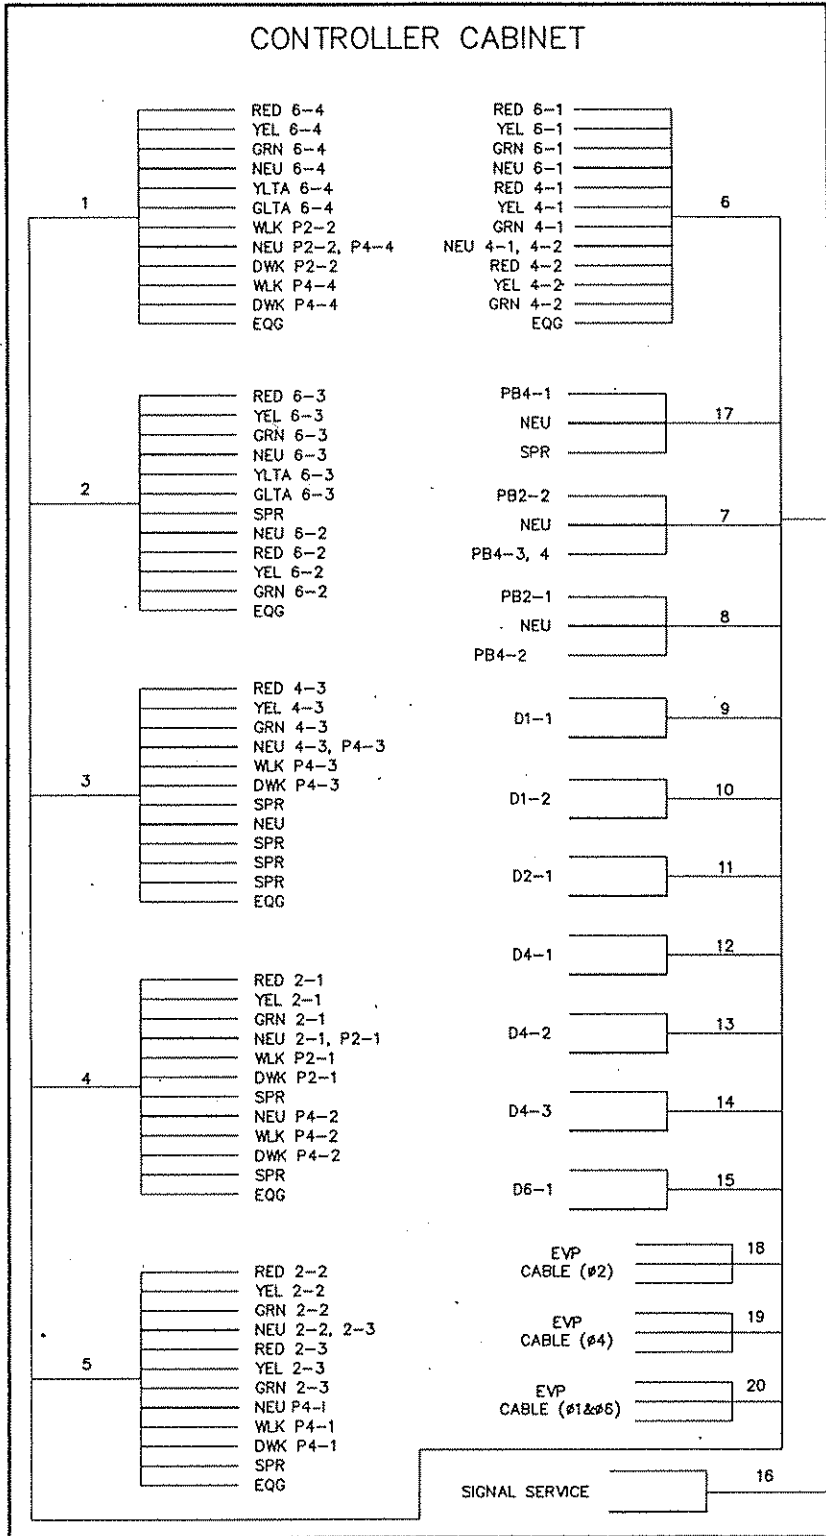 CONTROLLER CABINET
1
RED 6-4
YEL 6-4
GRN 6-4
NEU 6-4
YLTA 6-4
GLTA 6-4
WLK P2-2
NEU P2-2, P4-4
DWK P2-2
WLK P4-4
DWK P4-4
EQG
2
RED 6-3
YEL 6-3
GRN 6-3
NEU 6-3
YLTA 6-3
GLTA 6-3
SPR
NEU 6-2
RED 6-2
YEL 6-2
GRN 6-2
EQG
3
RED 4-3
YEL 4-3
GRN 4-3
NEU 4-3, P4-3
WLK P4-3
DWK P4-3
SPR
NEU
SPR
SPR
SPR
EQG
4
RED 2-1
YEL 2-1
GRN 2-1
NEU 2-1, P2-1
WLK P2-1
DWK P2-1
SPR
NEU P4-2
WLK P4-2
DWK P4-2
SPR
EQG
5
RED 2-2
YEL 2-2
GRN 2-2
NEU 2-2, 2-3
RED 2-3
YEL 2-3
GRN 2-3
NEU P4-1
WLK P4-1
DWK P4-1
SPR
EQG
RED 6-1
YEL 6-1
GRN 6-1
NEU 6-1
RED 4-1
YEL 4-1
GRN 4-1
NEU 4-1, 4-2
RED 4-2
YEL 4-2
GRN 4-2
EQG
6
PB4-1
NEU
SPR
17
PB2-2
NEU
PB4-3, 4
7
PB2-1
NEU
PB4-2
8
D1-1
9
D1-2
10
D2-1
11
D4-1
12
D4-2
13
D4-3
14
D6-1
15
EVP
CABLE (ø2)
18
EVP
CABLE (ø4)
19
EVP
CABLE (ø1&ø6)
20
SIGNAL SERVICE
16